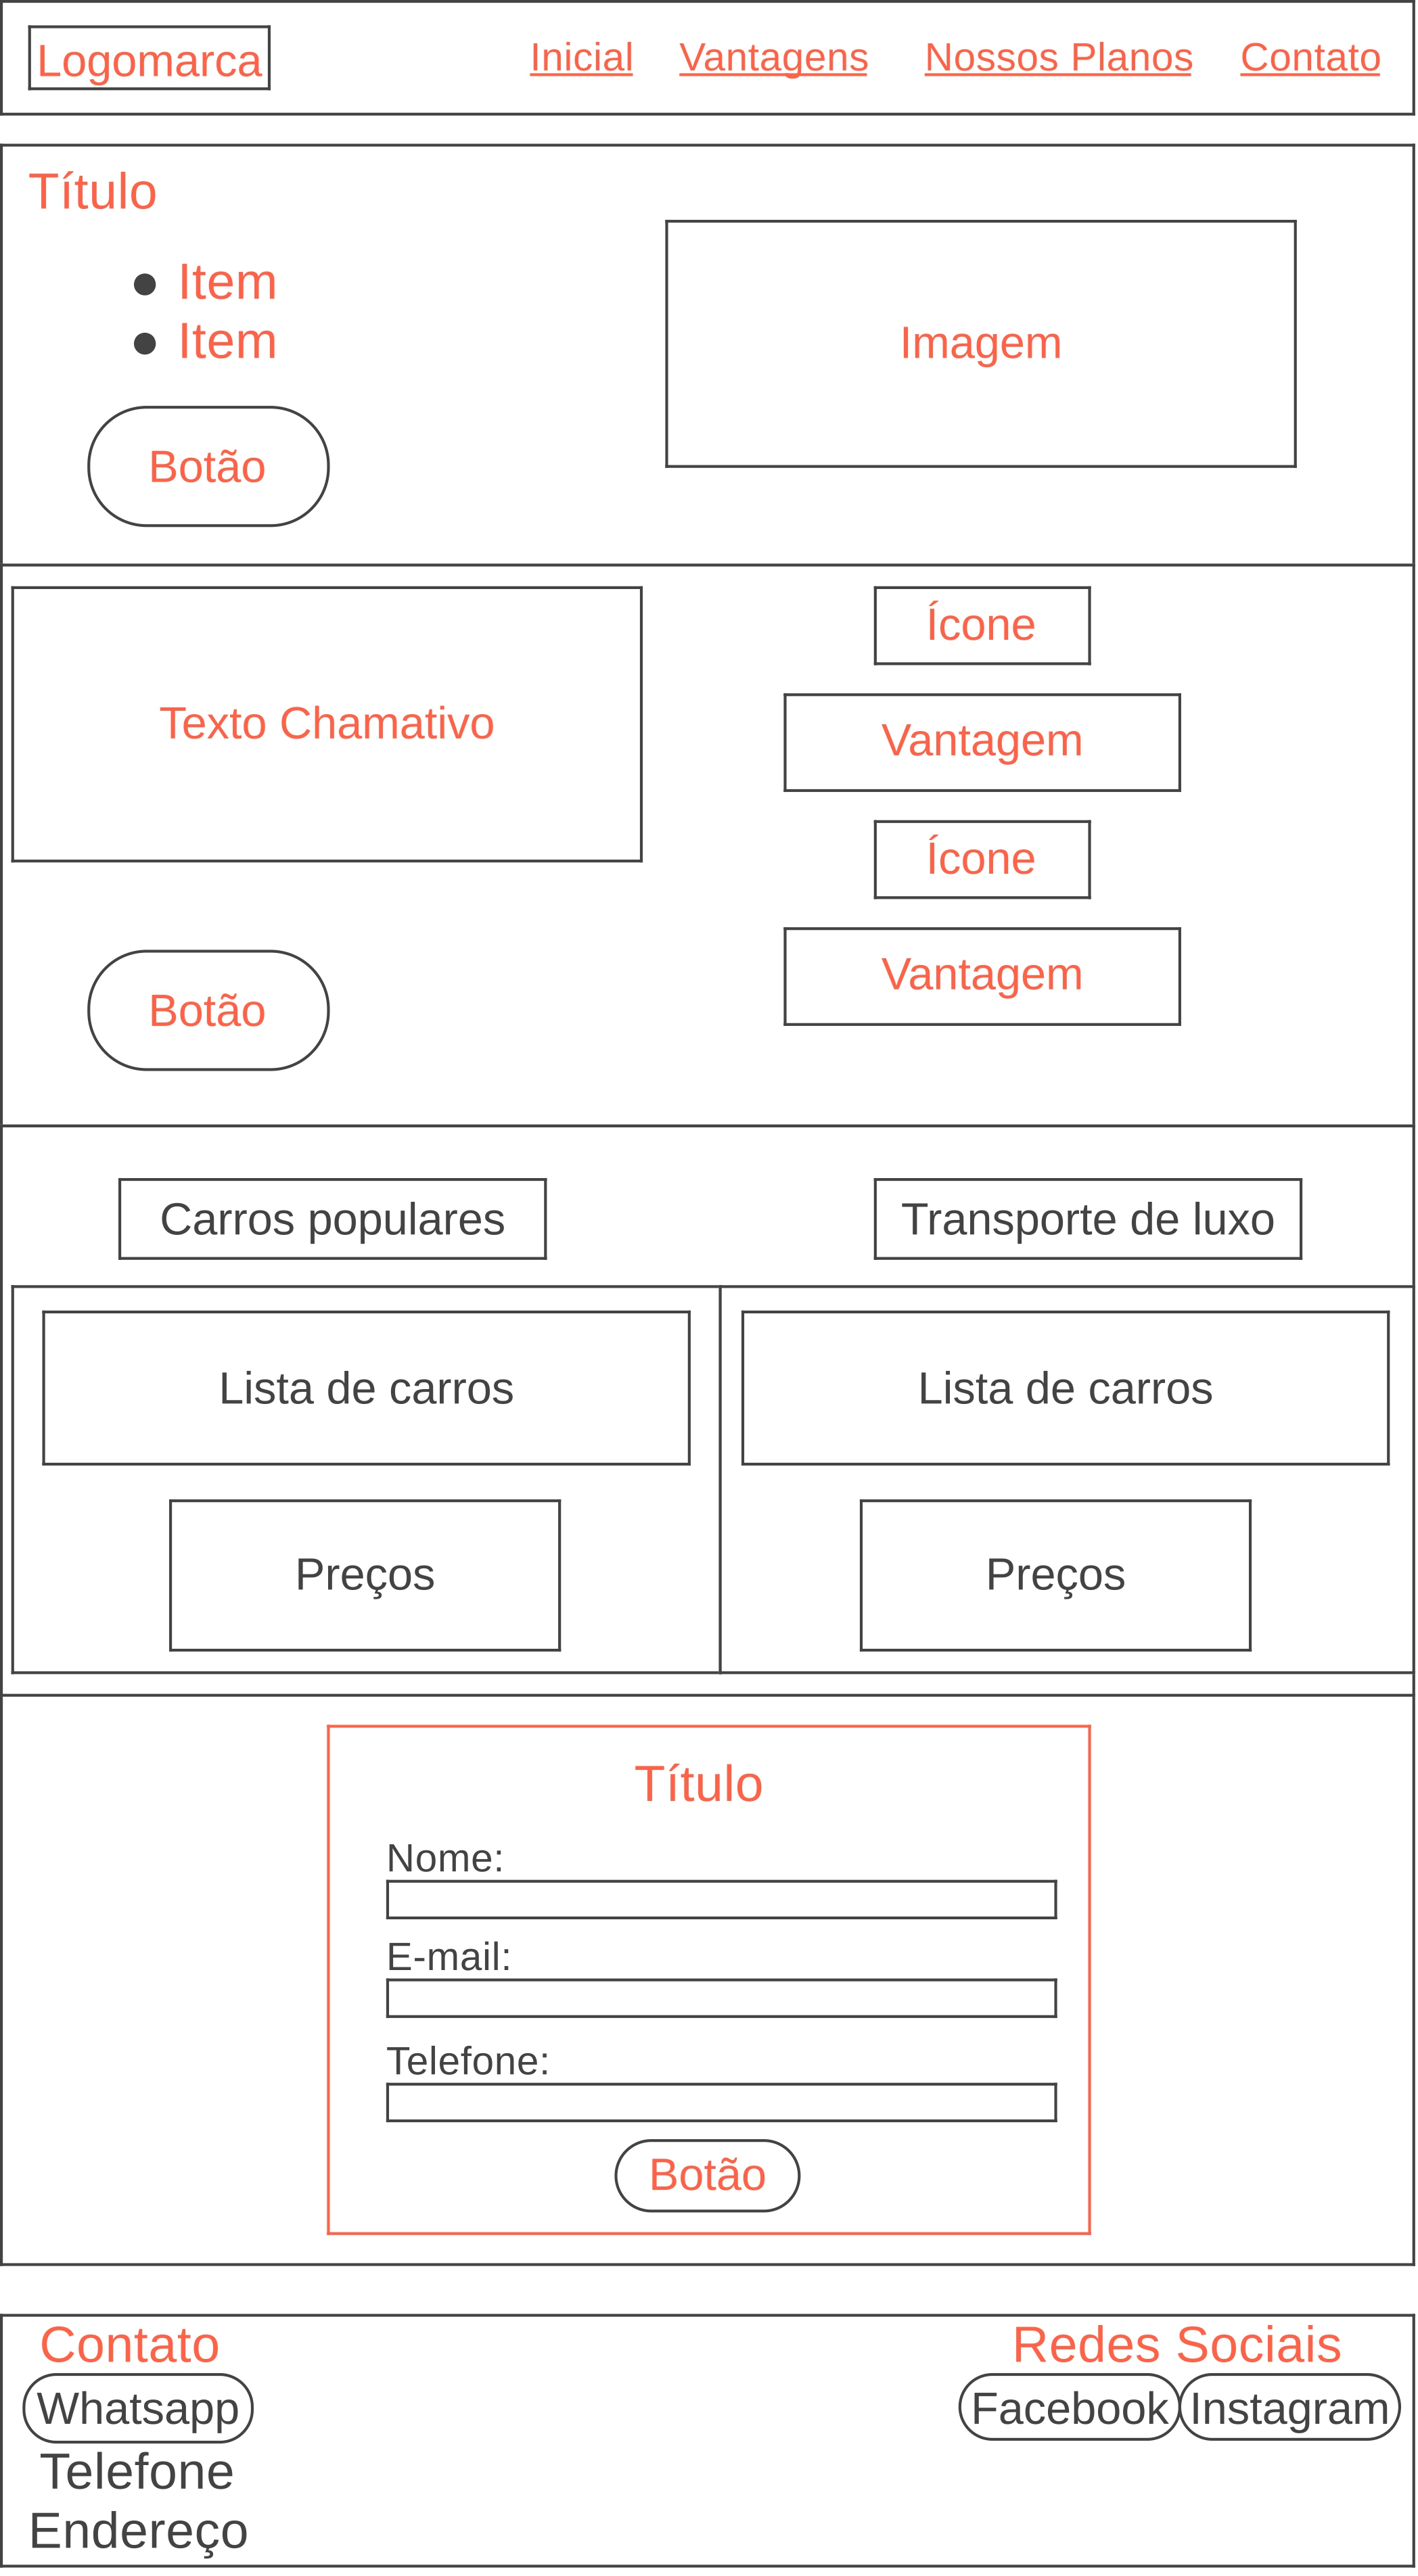 Logomarca
Inicial
Vantagens
Nossos Planos
Contato
Título
Item
Item
Botão
Imagem
Texto Chamativo
Botão
Ícone
Vantagem
Ícone
Vantagem
Carros populares
Transporte de luxo
Lista de carros
Lista de carros
Preços
Preços
Título
Nome:
E-mail:
Telefone:
Botão
Contato
Whatsapp
Telefone
Endereço
Redes Sociais
Facebook
Instagram